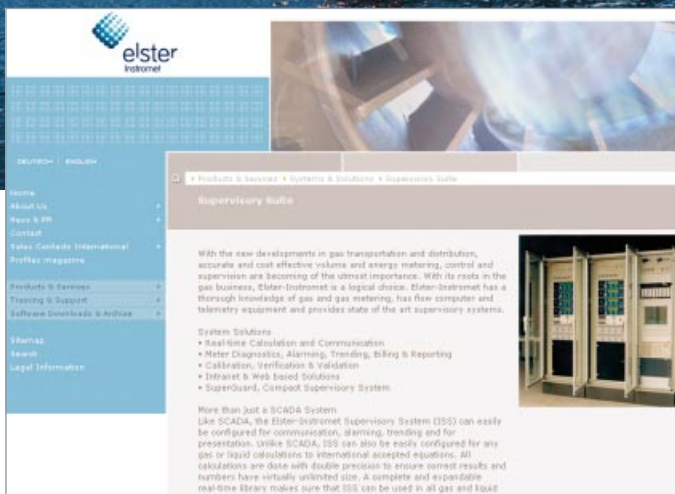 elster
Instromet
DEUTSCH | ENGLISH
Home
About Us
News & PR
Contact
Sales Contacts International
Profiles magazine
Products & Services
Training & Support
Software Downloads & Archive
Sitemap
Search
Legal Information
Products & Services Systems & Solutions Supervisory Suite
Supervisory Suite
With the new developments in gas transportation and distribution,
accurate and cost effective volume and energy metering, control and
supervision are becoming of the utmost importance. With its roots in the
gas business, Elster-Instromet is a logical choice. Elster-Instromet has a
thorough knowledge of gas and gas metering, has flow computer and
telemetry equipment and provides state of the art supervisory systems.
System Solutions
• Real-time Calculation and Communication
• Meter Diagnostics, Alarming, Trending, Billing & Reporting
• Calibration, Verification & Validation
• Intranet & Web based Solutions
• SuperGuard, Compact Supervisory System
More than just a SCADA System
Like SCADA, the Elster-Instromet Supervisory System (ISS) can easily
be configured for communication, alarming, trending and for
presentation. Unlike SCADA, ISS can also be easily configured for any
gas or liquid calculations to international accepted equations. All
calculations are done with double precision to ensure correct results and
numbers have virtually unlimited size. A complete and expandable
real-time library makes sure that ISS can be used in all gas and liquid